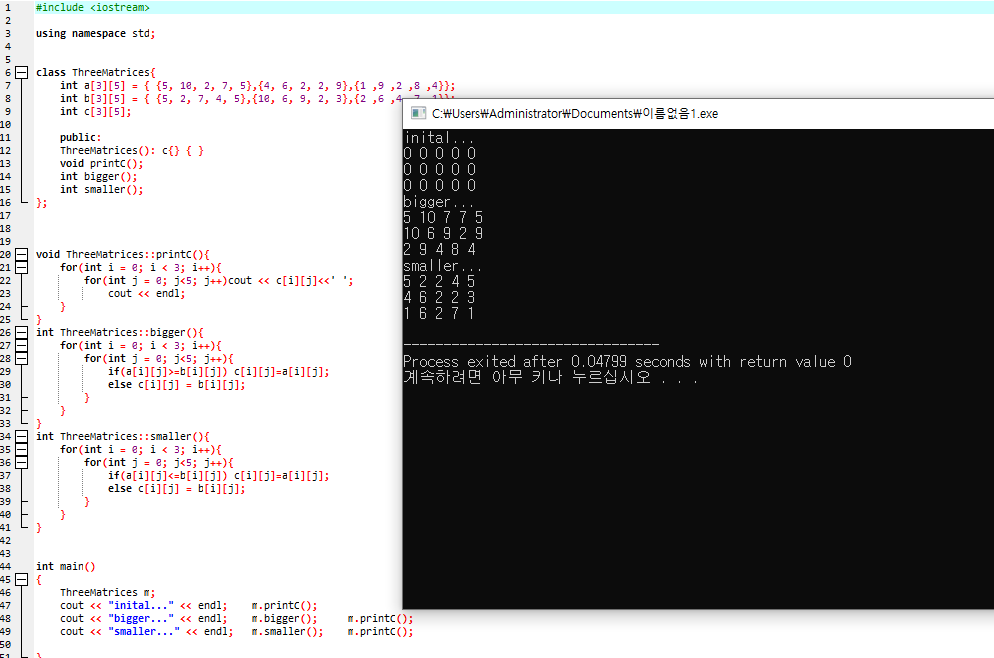 1 #include <iostream>
2
3 using namespace std;
4
5
6 class ThreeMatrices{
7 int a[3][5] = { {5, 10, 2, 7, 5},{4, 6, 2, 2, 9},{1 ,9 ,2 ,8 ,4}};
8 int b[3][5] = { {5, 2, 7, 4, 5},{10, 6, 9, 2, 3},{2 ,6 ,4
9 int c[3][5];
10
11 public:
12 ThreeMatrices(): c{} { }
13 void printC();
14 int bigger();
15 int smaller();
16 };
17
18
19
20 void ThreeMatrices::printC(){
21 for(int i = 0; i < 3; i++){
22 for(int j = 0; j<5; j++)cout << c[i][j]<<' ';
23 cout << endl;
24 }
25 }
26 int ThreeMatrices::bigger(){
27 for(int i = 0; i < 3; i++){
28 for(int j = 0; j<5; j++){
29 if(a[i][j]>=b[i][j]) c[i][j]=a[i][j];
30 else c[i][j] = b[i][j];
31 }
32 }
33 }
34 int ThreeMatrices::smaller(){
35 for(int i = 0; i < 3; i++){
36 for(int j = 0; j<5; j++){
37 if(a[i][j]<=b[i][j]) c[i][j]=a[i][j];
38 else c[i][j] = b[i][j];
39 }
40 }
41 }
42
43
44 int main()
45 {
46 ThreeMatrices m;
47 cout << "inital..." << endl; m.printC();
48 cout << "bigger..." << endl; m.bigger(); m.printC();
49 cout << "smaller..." << endl; m.smaller(); m.printC();
50
51 }
C:₩Users₩Administrator₩Documents₩이름없음1.exe
inital...
0 0 0 0 0
0 0 0 0 0
0 0 0 0 0
bigger...
5 10 7 7 5
10 6 9 2 9
2 9 4 8 4
smaller...
5 2 2 4 5
4 6 2 2 3
1 6 2 7 1
--------------------------------
Process exited after 0.04799 seconds with return value 0
계속하려면 아무 키나 누르십시오 . . .